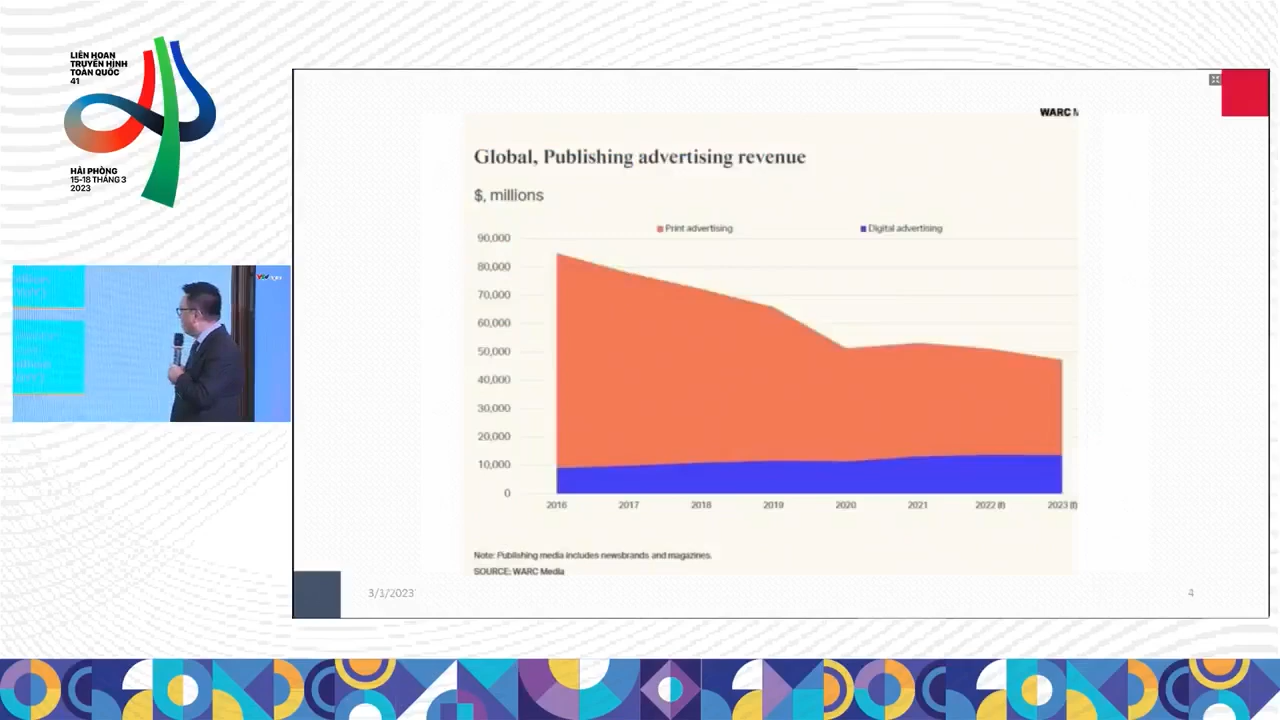 LIÊN HOAN
TRUYỀN HÌNH
TOÀN QUỐC
41
HẢI PHÒNG
15-18 THÁNG 3
2023
WARC
Global, Publishing advertising revenue
$, millions
Print advertising
Digital advertising
90,000
80,000
70,000
60,000
50,000
40,000
30,000
20,000
10,000
0
2016 2017 2018 2019 2020 2021 2022 (f) 2023 (f)
Note: Publishing media includes newsbrands and magazines.
SOURCE: WARC Media
3/1/2023
4